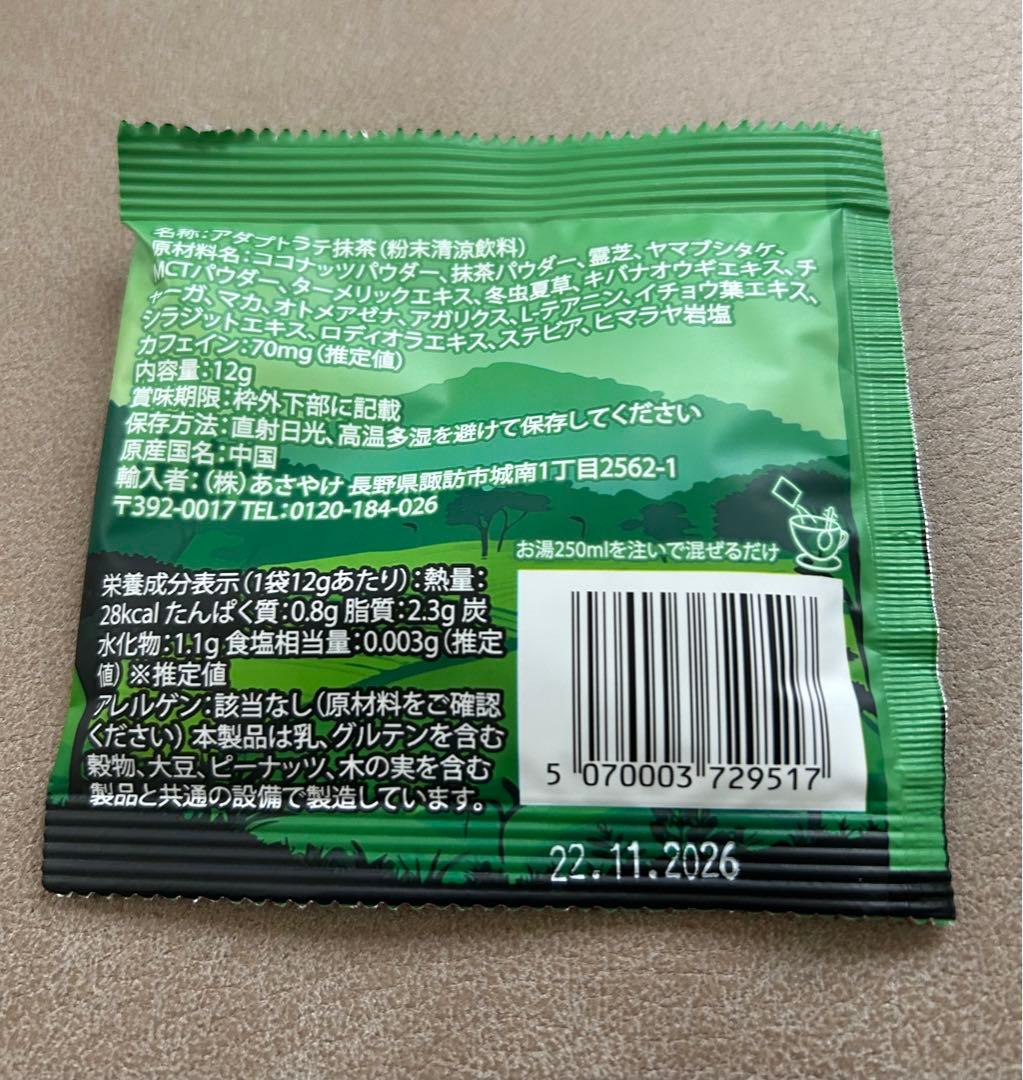 名称：アダプトラテ抹茶（粉末清涼飲料）
原材料名：ココナッツパウダー、抹茶パウダー、霊芝、ヤマブシタケ、
MCTパウダー、ターメリックエキス、冬虫夏草、キバナオウギエキス、チ
ャーガ、マカ、オトメアゼナ、アガリクス、L-テアニン、イチョウ葉エキス、
シラジットエキス、ロディオラエキス、ステビア、ヒマラヤ岩塩
カフェイン：70mg（推定値）
内容量：12g
賞味期限：枠外下部に記載
保存方法：直射日光、高温多湿を避けて保存してください
原産国名：中国
輸入者：（株）あさやけ 長野県諏訪市城南1丁目2562-1
〒392-0017 TEL：0120-184-026
お湯250mlを注いで混ぜるだけ
栄養成分表示（1袋12gあたり）：熱量：
28kcal たんぱく質：0.8g 脂質：2.3g 炭
水化物：1.1g 食塩相当量：0.003g（推定
値）※推定値
アレルゲン：該当なし（原材料をご確認
ください）本製品は乳、グルテンを含む
穀物、大豆、ピーナッツ、木の実を含む
製品と共通の設備で製造しています。
5 070003 729517
22.11.2026